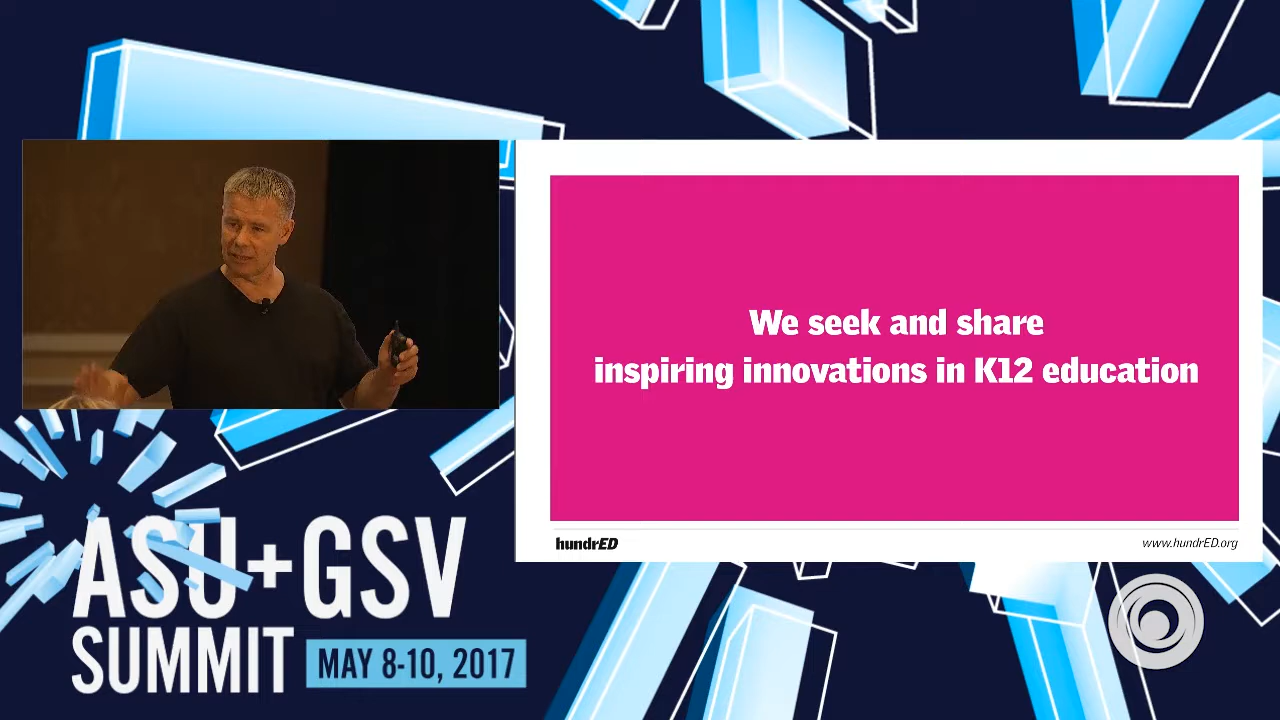 We seek and share
inspiring innovations in K12 education
hundrED
www.hundrED.org
ASU+GSV
SUMMIT
MAY 8-10, 2017